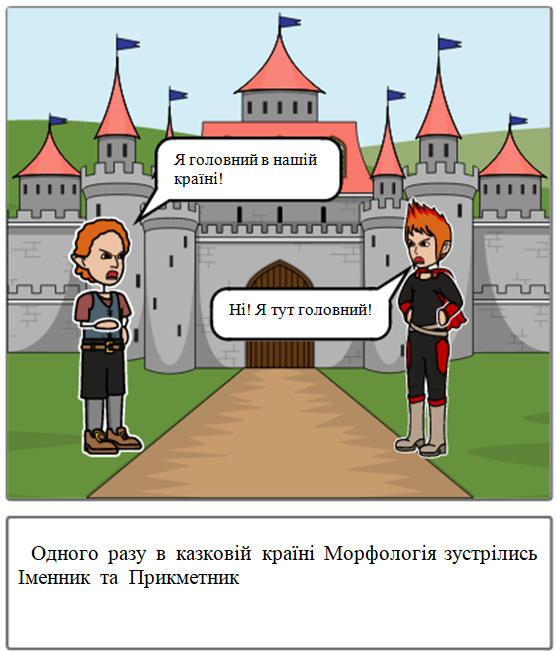 Я головний в нашій
країні!
Ні! Я тут головний!
Одного разу в казковій країні Морфологія зустрілись
Іменник та Прикметник